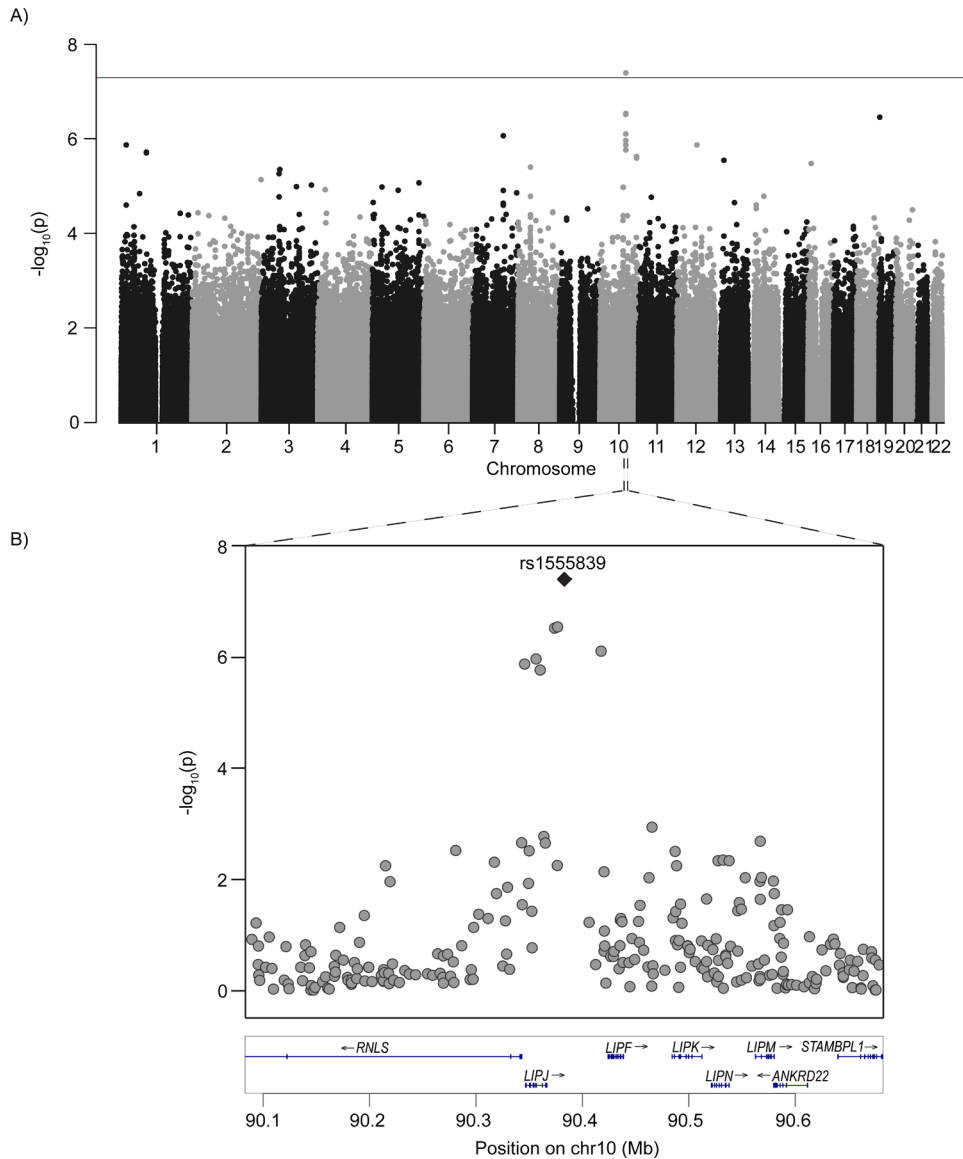 A)
8
6
4
2
0
-log10(p)
1 2 3 4 5 6 7 8 9 10 11 12 13 14 15 16 17 18 19 20 21 22
Chromosome
B)
8
6
4
2
0
-log10(p)
rs1555839
←RNLS LIPF→ LIPK→ LIPM→ STAMBPL1→
LIPJ→ LIPN→ ←ANKRD22
90.1 90.2 90.3 90.4 90.5 90.6
Position on chr10 (Mb)